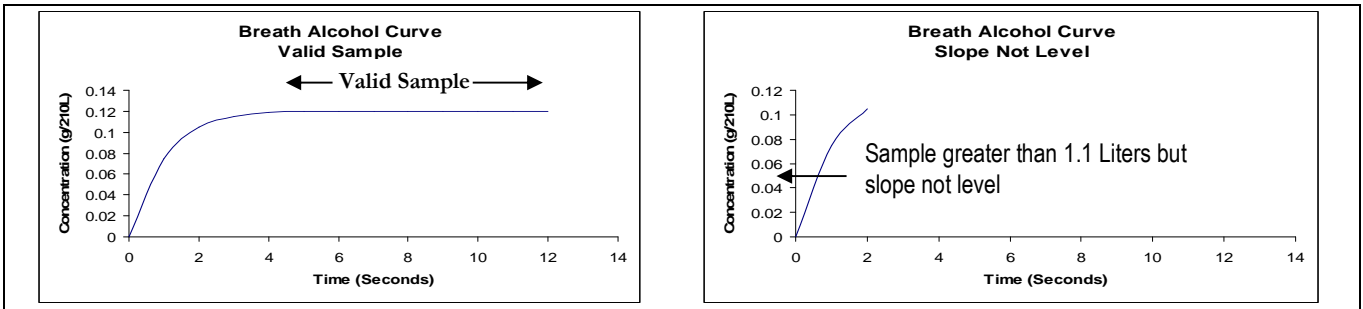 Breath Alcohol Curve
Valid Sample
Valid Sample
0.14
0.12
0.1
0.08
0.06
0.04
0.02
0
Concentration (g/210L)
0 2 4 6 8 10 12 14
Time (Seconds)
Breath Alcohol Curve
Slope Not Level
0.12
0.1
0.08
0.06
0.04
0.02
0
Concentration (g/210L)
Sample greater than 1.1 Liters but
slope not level
0 2 4 6 8 10 12 14
Time (Seconds)